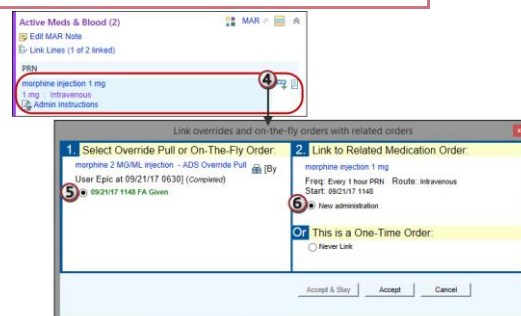 Active Meds & Blood (2) MAR
Edit MAR Note
Link Lines (1 of 2 linked)
PRN
morphine injection 1 mg
1 mg : Intravenous
Admin Instructions
4
Link overrides and on-the-fly orders with related orders
1. Select Override Pull or On-The-Fly Order:
morphine 2 MG/ML injection - ADS Override Pull [By
User Epic at 09/21/17 0630] (Completed)
5 09/21/17 1148 FA Given
2. Link to Related Medication Order:
morphine injection 1 mg
Freq: Every 1 hour PRN Route: Intravenous
Start: 09/21/17 1148
6 New administration
Or This is a One-Time Order:
Never Link
Accept & Stay Accept Cancel